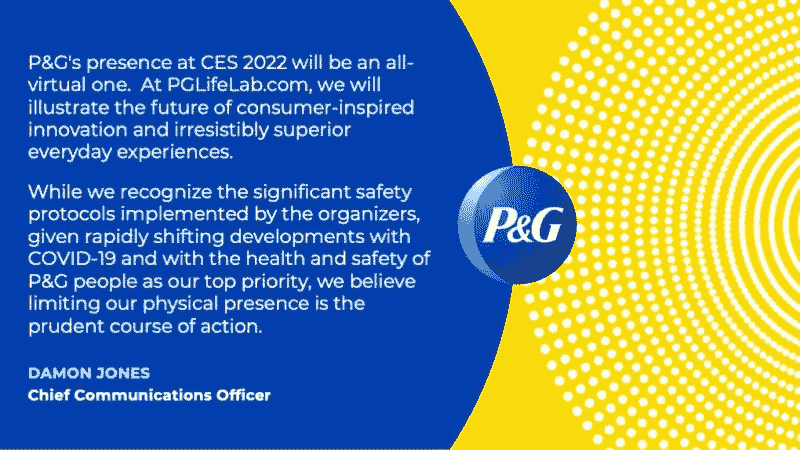 P&G's presence at CES 2022 will be an all-
virtual one.  At PGLifeLab.com, we will
illustrate the future of consumer-inspired
innovation and irresistibly superior
everyday experiences.
While we recognize the significant safety
protocols implemented by the organizers,
given rapidly shifting developments with
COVID-19 and with the health and safety of
P&G people as our top priority, we believe
limiting our physical presence is the
prudent course of action.
DAMON JONES
Chief Communications Officer
P&G